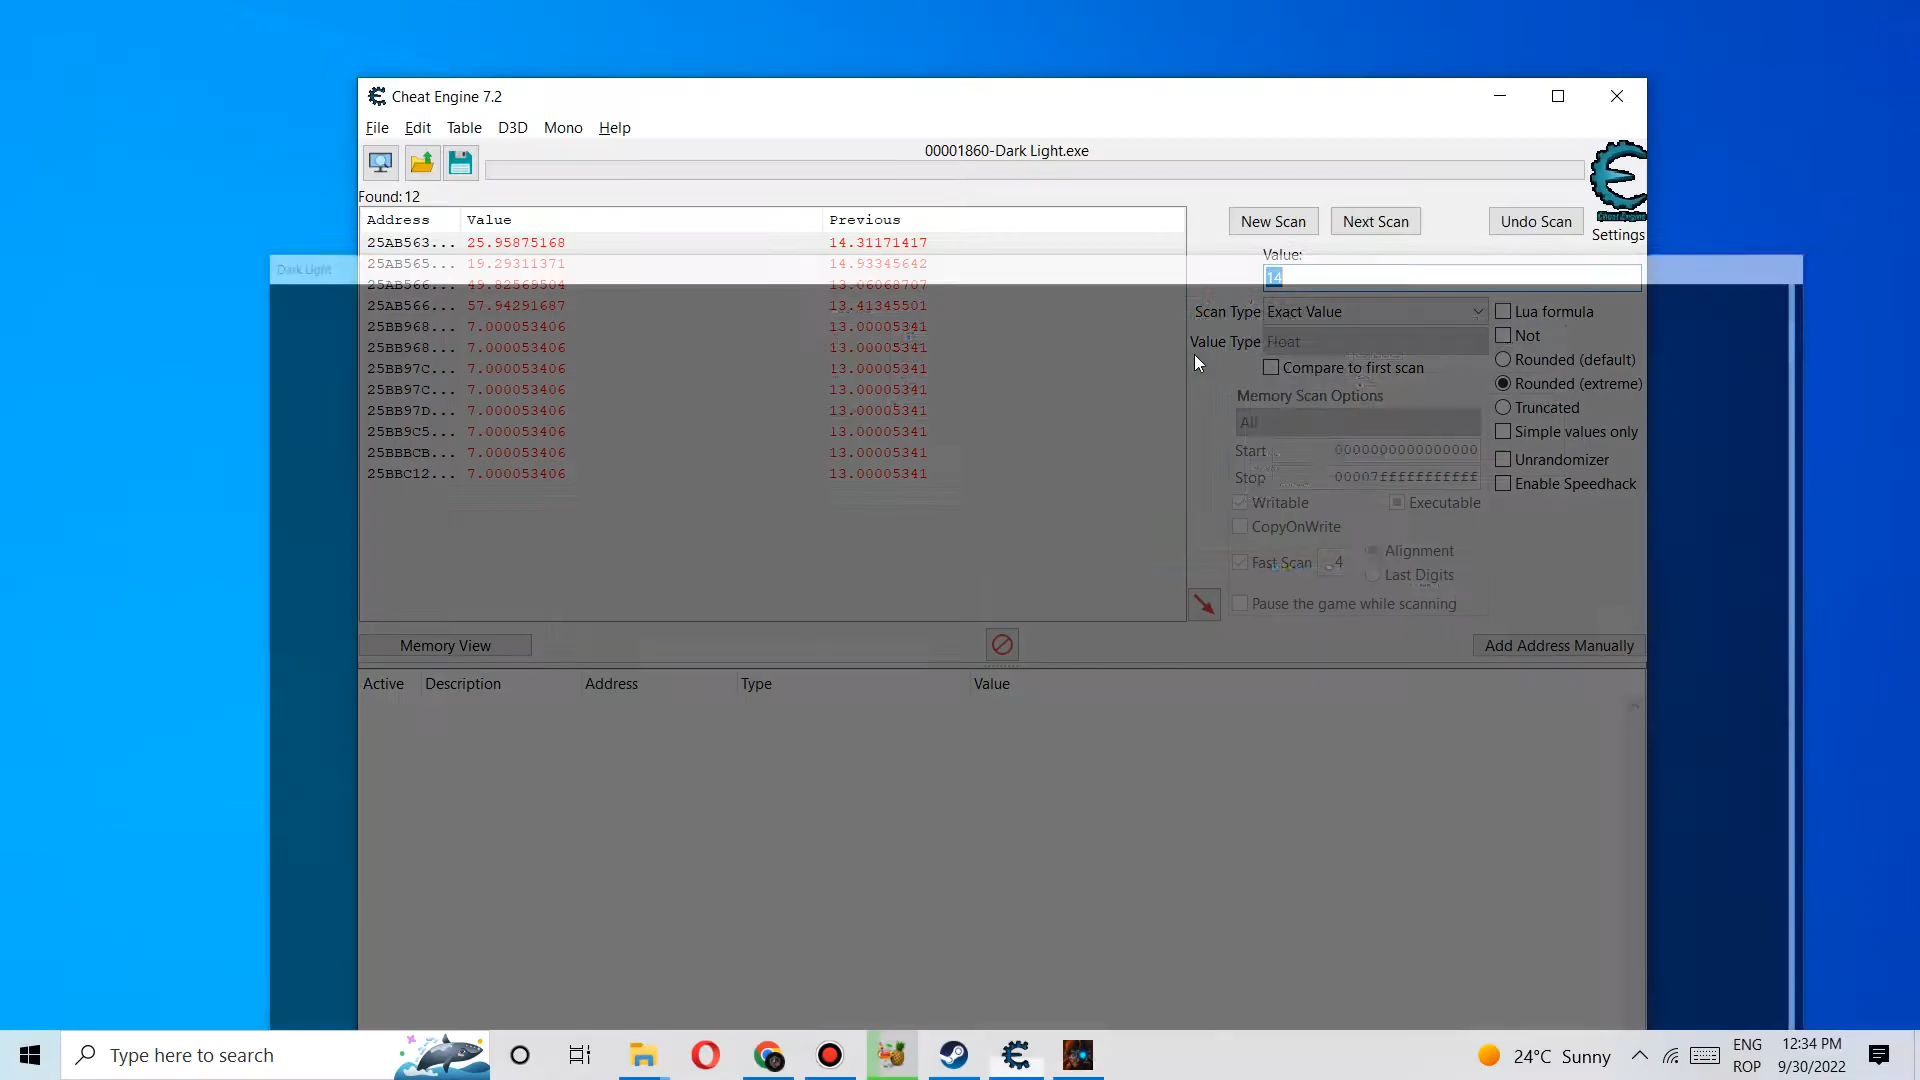 Cheat Engine 7.2
File Edit Table D3D Mono Help
00001860-Dark Light.exe
Found: 12
Address Value Previous
25AB563... 25.95875168 14.31171417
25AB565... 19.29311371 14.93345642
25AB566... 49.82569504 13.06068707
25AB566... 57.94291687 13.41345501
25BB968... 7.000053406 13.00005341
25BB968... 7.000053406 13.00005341
25BB97C... 7.000053406 13.00005341
25BB97C... 7.000053406 13.00005341
25BB97D... 7.000053406 13.00005341
25BB9C5... 7.000053406 13.00005341
25BBBCB... 7.000053406 13.00005341
25BBC12... 7.000053406 13.00005341
Dark Light
New Scan Next Scan Undo Scan
Cheat Engine
Settings
Value:
14
Scan Type Exact Value
Value Type Float
Compare to first scan
Lua formula
Not
Rounded (default)
Rounded (extreme)
Truncated
Simple values only
Unrandomizer
Enable Speedhack
Memory Scan Options
All
Start 0000000000000000
Stop 00007fffffffffff
Writable Executable
CopyOnWrite
Fast Scan 4 Alignment
Last Digits
Pause the game while scanning
Memory View Add Address Manually
Active Description Address Type Value
Type here to search
24°C Sunny
ENG
ROP
12:34 PM
9/30/2022